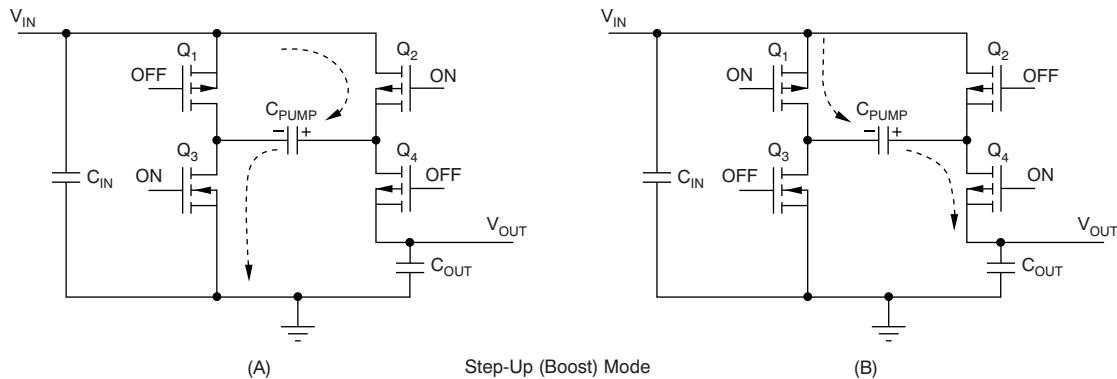 V_IN
Q_1
Q_2
OFF
ON
C_PUMP
− +
Q_3
Q_4
C_IN
ON
OFF
V_OUT
C_OUT
(A)
V_IN
Q_1
Q_2
ON
OFF
C_PUMP
− +
Q_3
Q_4
C_IN
OFF
ON
V_OUT
C_OUT
(B)
Step-Up (Boost) Mode